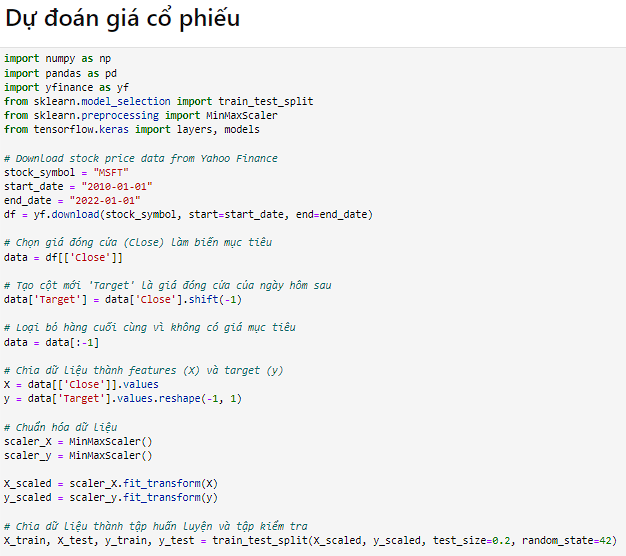 Dự đoán giá cổ phiếu
import numpy as np
import pandas as pd
import yfinance as yf
from sklearn.model_selection import train_test_split
from sklearn.preprocessing import MinMaxScaler
from tensorflow.keras import layers, models
# Download stock price data from Yahoo Finance
stock_symbol = "MSFT"
start_date = "2010-01-01"
end_date = "2022-01-01"
df = yf.download(stock_symbol, start=start_date, end=end_date)
# Chọn giá đóng cửa (Close) làm biến mục tiêu
data = df[['Close']]
# Tạo cột mới 'Target' là giá đóng cửa của ngày hôm sau
data['Target'] = data['Close'].shift(-1)
# Loại bỏ hàng cuối cùng vì không có giá mục tiêu
data = data[:-1]
# Chia dữ liệu thành features (X) và target (y)
X = data[['Close']].values
y = data['Target'].values.reshape(-1, 1)
# Chuẩn hóa dữ liệu
scaler_X = MinMaxScaler()
scaler_y = MinMaxScaler()
X_scaled = scaler_X.fit_transform(X)
y_scaled = scaler_y.fit_transform(y)
# Chia dữ liệu thành tập huấn luyện và tập kiểm tra
X_train, X_test, y_train, y_test = train_test_split(X_scaled, y_scaled, test_size=0.2, random_state=42)